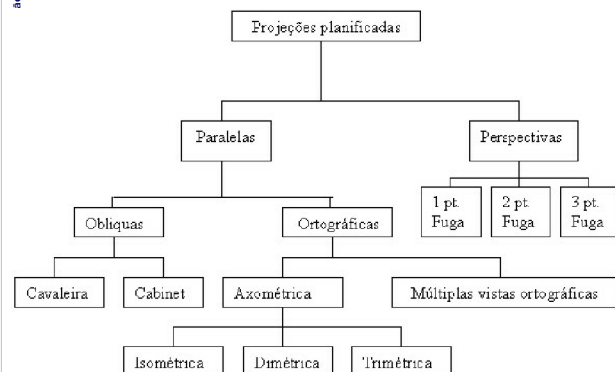 Projeções planificadas
Paralelas
Perspectivas
1 pt.
Fuga
2 pt.
Fuga
3 pt.
Fuga
Obliquas
Ortográficas
Cavaleira
Cabinet
Axométrica
Múltiplas vistas ortográficas
Isométrica
Dimétrica
Trimétrica